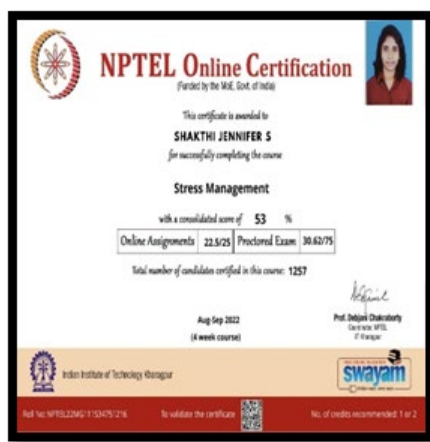 NPTEL Online Certification
(Funded by the MoE, Govt. of India)
This certificate is awarded to
SHAKTHI JENNIFER S
for successfully completing the course
Stress Management
with a consolidated score of 53 %
Online Assignments 22.5/25 Proctored Exam 30.62/75
Total number of candidates certified in this course: 1257
Aug-Sep 2022
(4 week course)
Prof. Debjani Chakraborty
Coordinator, NPTEL
IIT Kharagpur
Indian Institute of Technology Kharagpur
swayam
Roll No: NPTEL22MG111S34751216
To validate the certificate
No. of credits recommended: 1 or 2